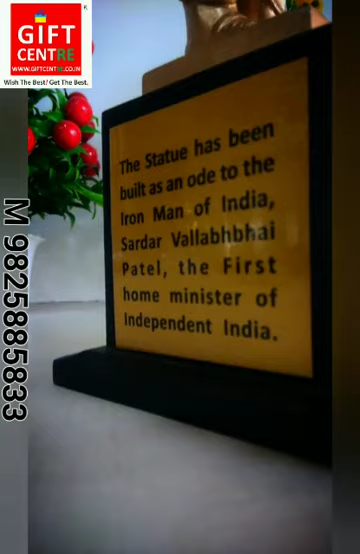 GIFT
CENTRE
WWW.GIFTCENTRE.CO.IN
Wish The Best! Get The Best.
The Statue has been
built as an ode to the
Iron Man of India,
Sardar Vallabhbhai
Patel, the First
home minister of
Independent India.
M 9825885833